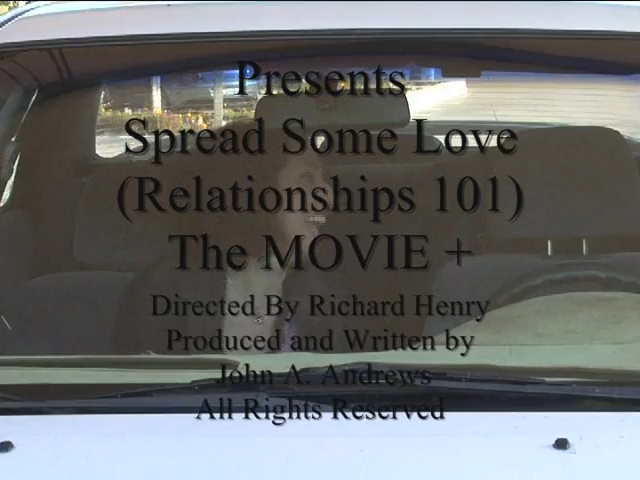 Presents
Spread Some Love
(Relationships 101)
The MOVIE +
Directed By Richard Henry
Produced and Written by
John A. Andrews
All Rights Reserved